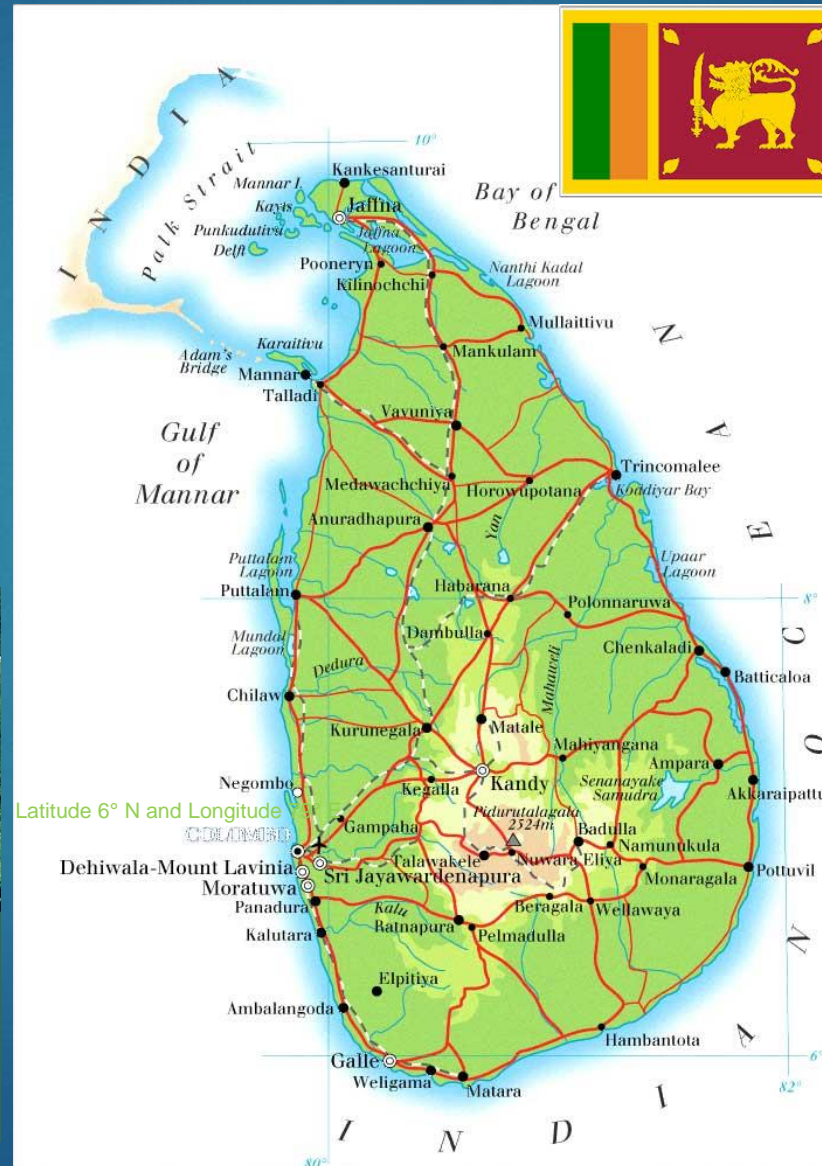 I N D I A
Palk Strait
10°
Kankesanturai
Mannar I.
Kayts
Jaffna
Punkudutivu
Delft
Jaffna
Lagoon
Bay of
Bengal
Pooneryn
Kilinochchi
Nanthi Kadal
Lagoon
Mullaittivu
Karaitivu
Adam's
Bridge
Mankulam
Mannar
Talladi
Vavuniya
Gulf
of
Mannar
Trincomalee
Medawachchiya
Horowupotana
Koddiyar Bay
Anuradhapura
Yan
Upaar
Lagoon
Puttalam
Lagoon
Puttalam
Habarana
8°
Polonnaruwa
Mundal
Lagoon
Dambulla
Chenkaladi
Dedura
Mahaweli
Batticaloa
Chilaw
Kurunegala
Matale
Mahiyangana
Ampara
Kandy
Senanayake
Samudra
Akkaraipattu
Negombo
Kegalla
Latitude 6° N and Longitude
Gampaha
Pidurutalagala
2524m
COLOMBO
Badulla
Namunukula
Dehiwala-Mount Lavinia
Talawakele
Nuwara Eliya
Sri Jayawardenapura
Monaragala
Pottuvil
Moratuwa
Panadura
Kalu
Beragala
Wellawaya
Ratnapura
Pelmadulla
Kalutara
Elpitiya
Ambalangoda
Hambantota
Galle
6°
Weligama
Matara
82°
80°
I N D I A N
O C E A N